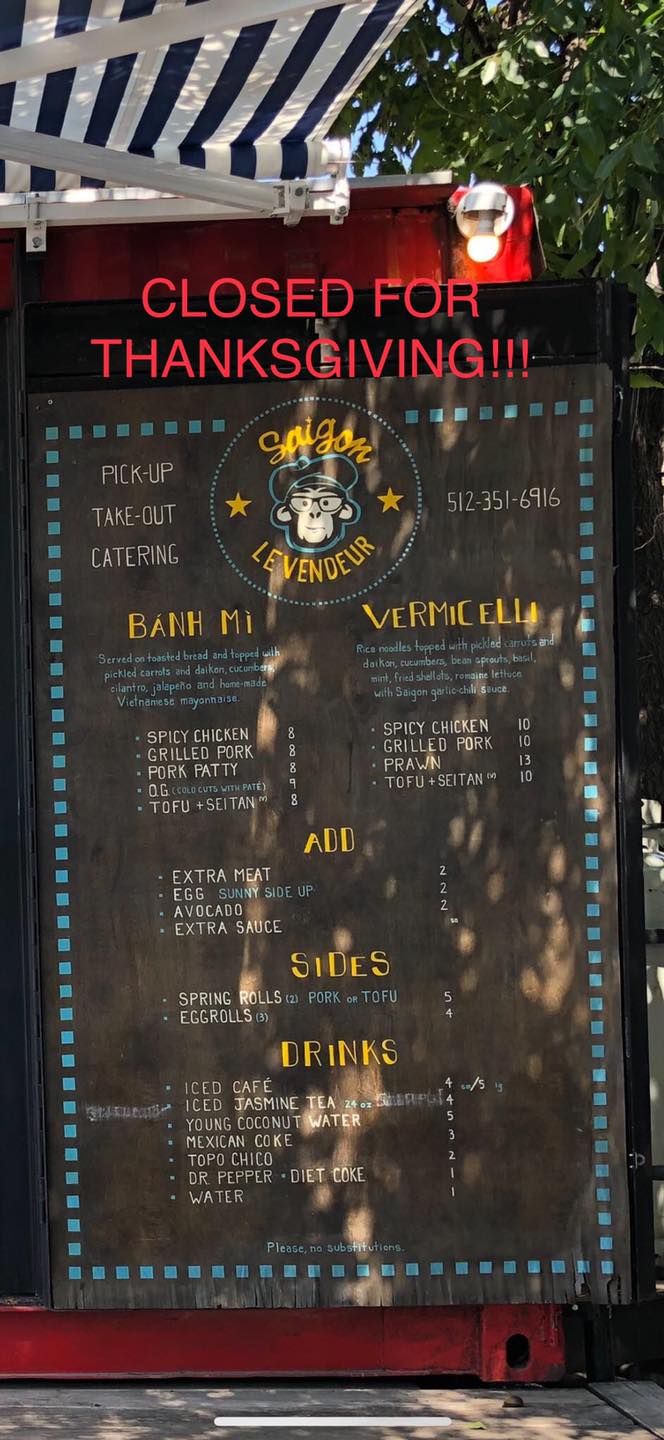 CLOSED FOR
THANKSGIVING!!!
Saigon
LE VENDEUR
PICK-UP
TAKE-OUT
CATERING
512-351-6916
BÁNH MÌ
Served on toasted bread and topped with
pickled carrots and daikon, cucumbers,
cilantro, jalapeño and home-made
Vietnamese mayonnaise.
SPICY CHICKEN 8
GRILLED PORK 8
PORK PATTY 8
O.G. (COLD CUTS WITH PATÉ) 9
TOFU + SEITAN (V) 8
VERMICELLI
Rice noodles topped with pickled carrots and
daikon, cucumbers, bean sprouts, basil,
mint, fried shallots, romaine lettuce
with Saigon garlic-chili sauce.
SPICY CHICKEN 10
GRILLED PORK 10
PRAWN 13
TOFU + SEITAN (V) 10
ADD
EXTRA MEAT 2
EGG SUNNY SIDE UP 2
AVOCADO 2
EXTRA SAUCE
SIDES
SPRING ROLLS (2) PORK OR TOFU 5
EGGROLLS (3) 4
DRINKS
ICED CAFÉ 4 sm/5 lg
ICED JASMINE TEA 24 oz 4
YOUNG COCONUT WATER 5
MEXICAN COKE 3
TOPO CHICO 2
DR. PEPPER • DIET COKE 1
WATER 1
Please, no substitutions.